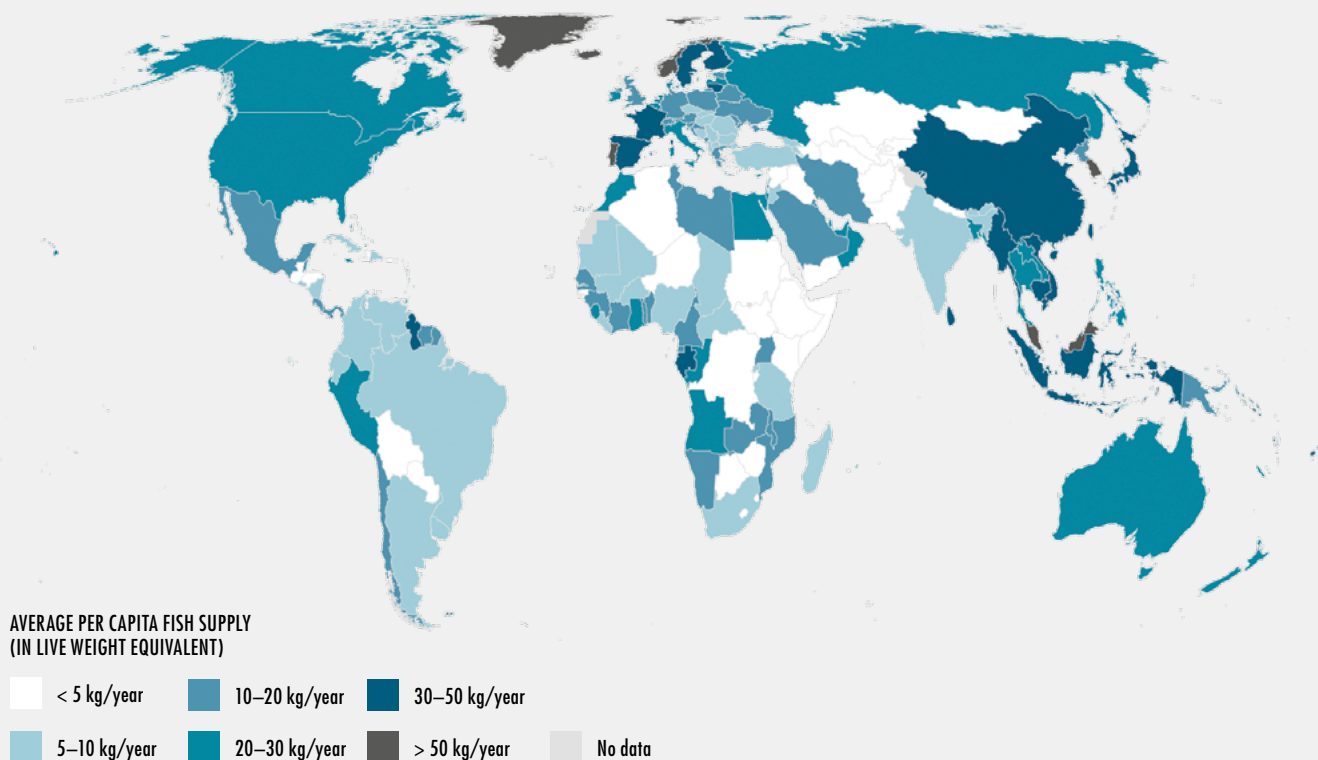 AVERAGE PER CAPITA FISH SUPPLY
(IN LIVE WEIGHT EQUIVALENT)
< 5 kg/year
10–20 kg/year
30–50 kg/year
5–10 kg/year
20–30 kg/year
> 50 kg/year
No data